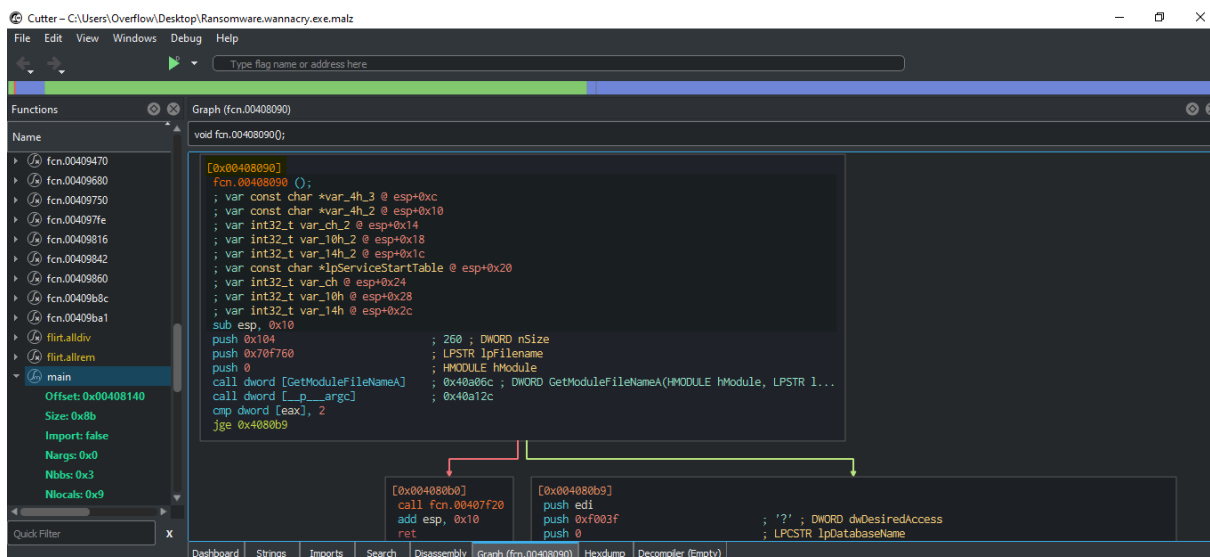 Cutter – C:\Users\Overflow\Desktop\Ransomware.wannacry.exe.malz
File Edit View Windows Debug Help
Type flag name or address here
Functions
Graph (fcn.00408090)
Name
void fcn.00408090();
fcn.00409470
fcn.00409680
fcn.00409750
fcn.004097fe
fcn.00409816
fcn.00409842
fcn.00409860
fcn.00409b8c
fcn.00409ba1
flirt.alldiv
flirt.allrem
main
Offset: 0x00408140
Size: 0x8b
Import: false
Nargs: 0x0
Nbbs: 0x3
Nlocals: 0x9
Quick Filter X
[0x00408090]
fcn.00408090 ();
; var const char *var_4h_3 @ esp+0xc
; var const char *var_4h_2 @ esp+0x10
; var int32_t var_ch_2 @ esp+0x14
; var int32_t var_10h_2 @ esp+0x18
; var int32_t var_14h_2 @ esp+0x1c
; var const char *lpServiceStartTable @ esp+0x20
; var int32_t var_ch @ esp+0x24
; var int32_t var_10h @ esp+0x28
; var int32_t var_14h @ esp+0x2c
sub esp, 0x10
push 0x104 ; 260 ; DWORD nSize
push 0x70f760 ; LPSTR lpFilename
push 0 ; HMODULE hModule
call dword [GetModuleFileNameA] ; 0x40a06c ; DWORD GetModuleFileNameA(HMODULE hModule, LPSTR l...
call dword [__p___argc] ; 0x40a12c
cmp dword [eax], 2
jge 0x4080b9
[0x004080b0]
call fcn.00407f20
add esp, 0x10
ret
[0x004080b9]
push edi
push 0xf003f ; '?' ; DWORD dwDesiredAccess
push 0 ; LPCSTR lpDatabaseName
Dashboard Strings Imports Search Disassembly Graph (fcn.00408090) Hexdump Decompiler (Empty)